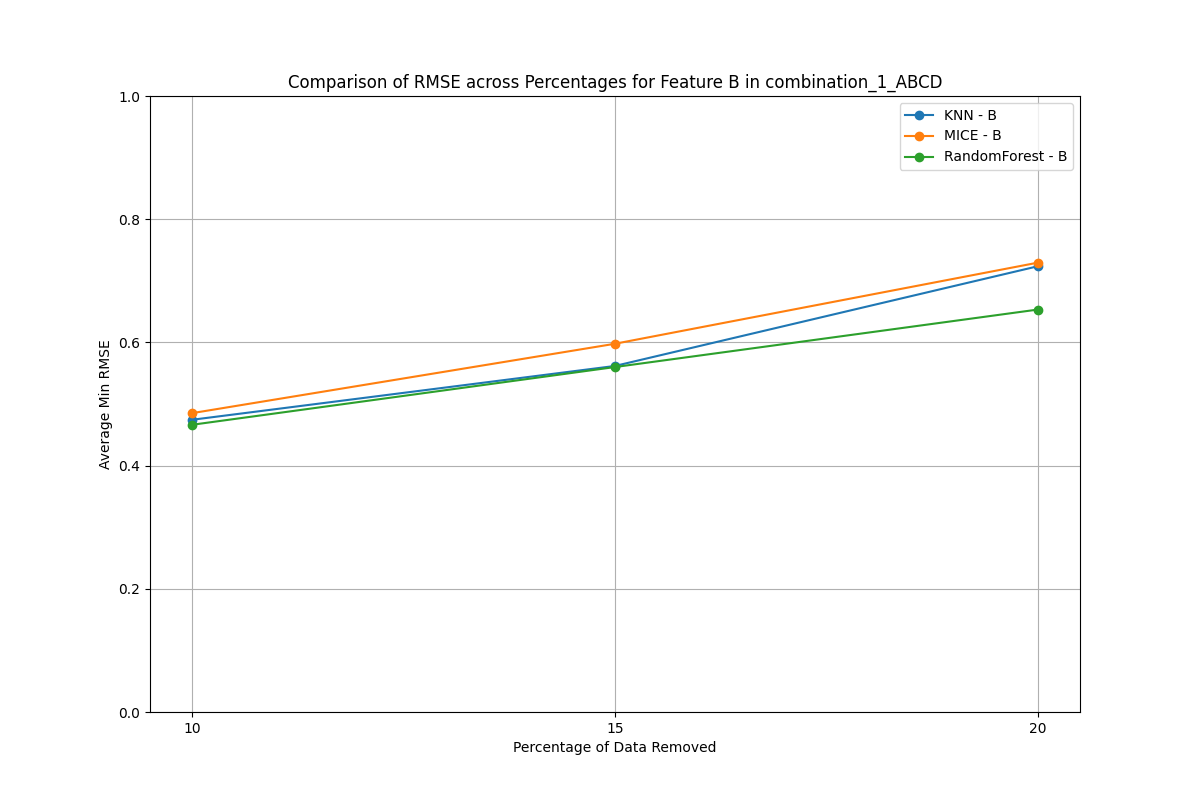 Comparison of RMSE across Percentages for Feature B in combination_1_ABCD
1.0
KNN - B
MICE - B
RandomForest - B
0.8
0.6
0.4
0.2
0.0
Average Min RMSE
10
15
20
Percentage of Data Removed